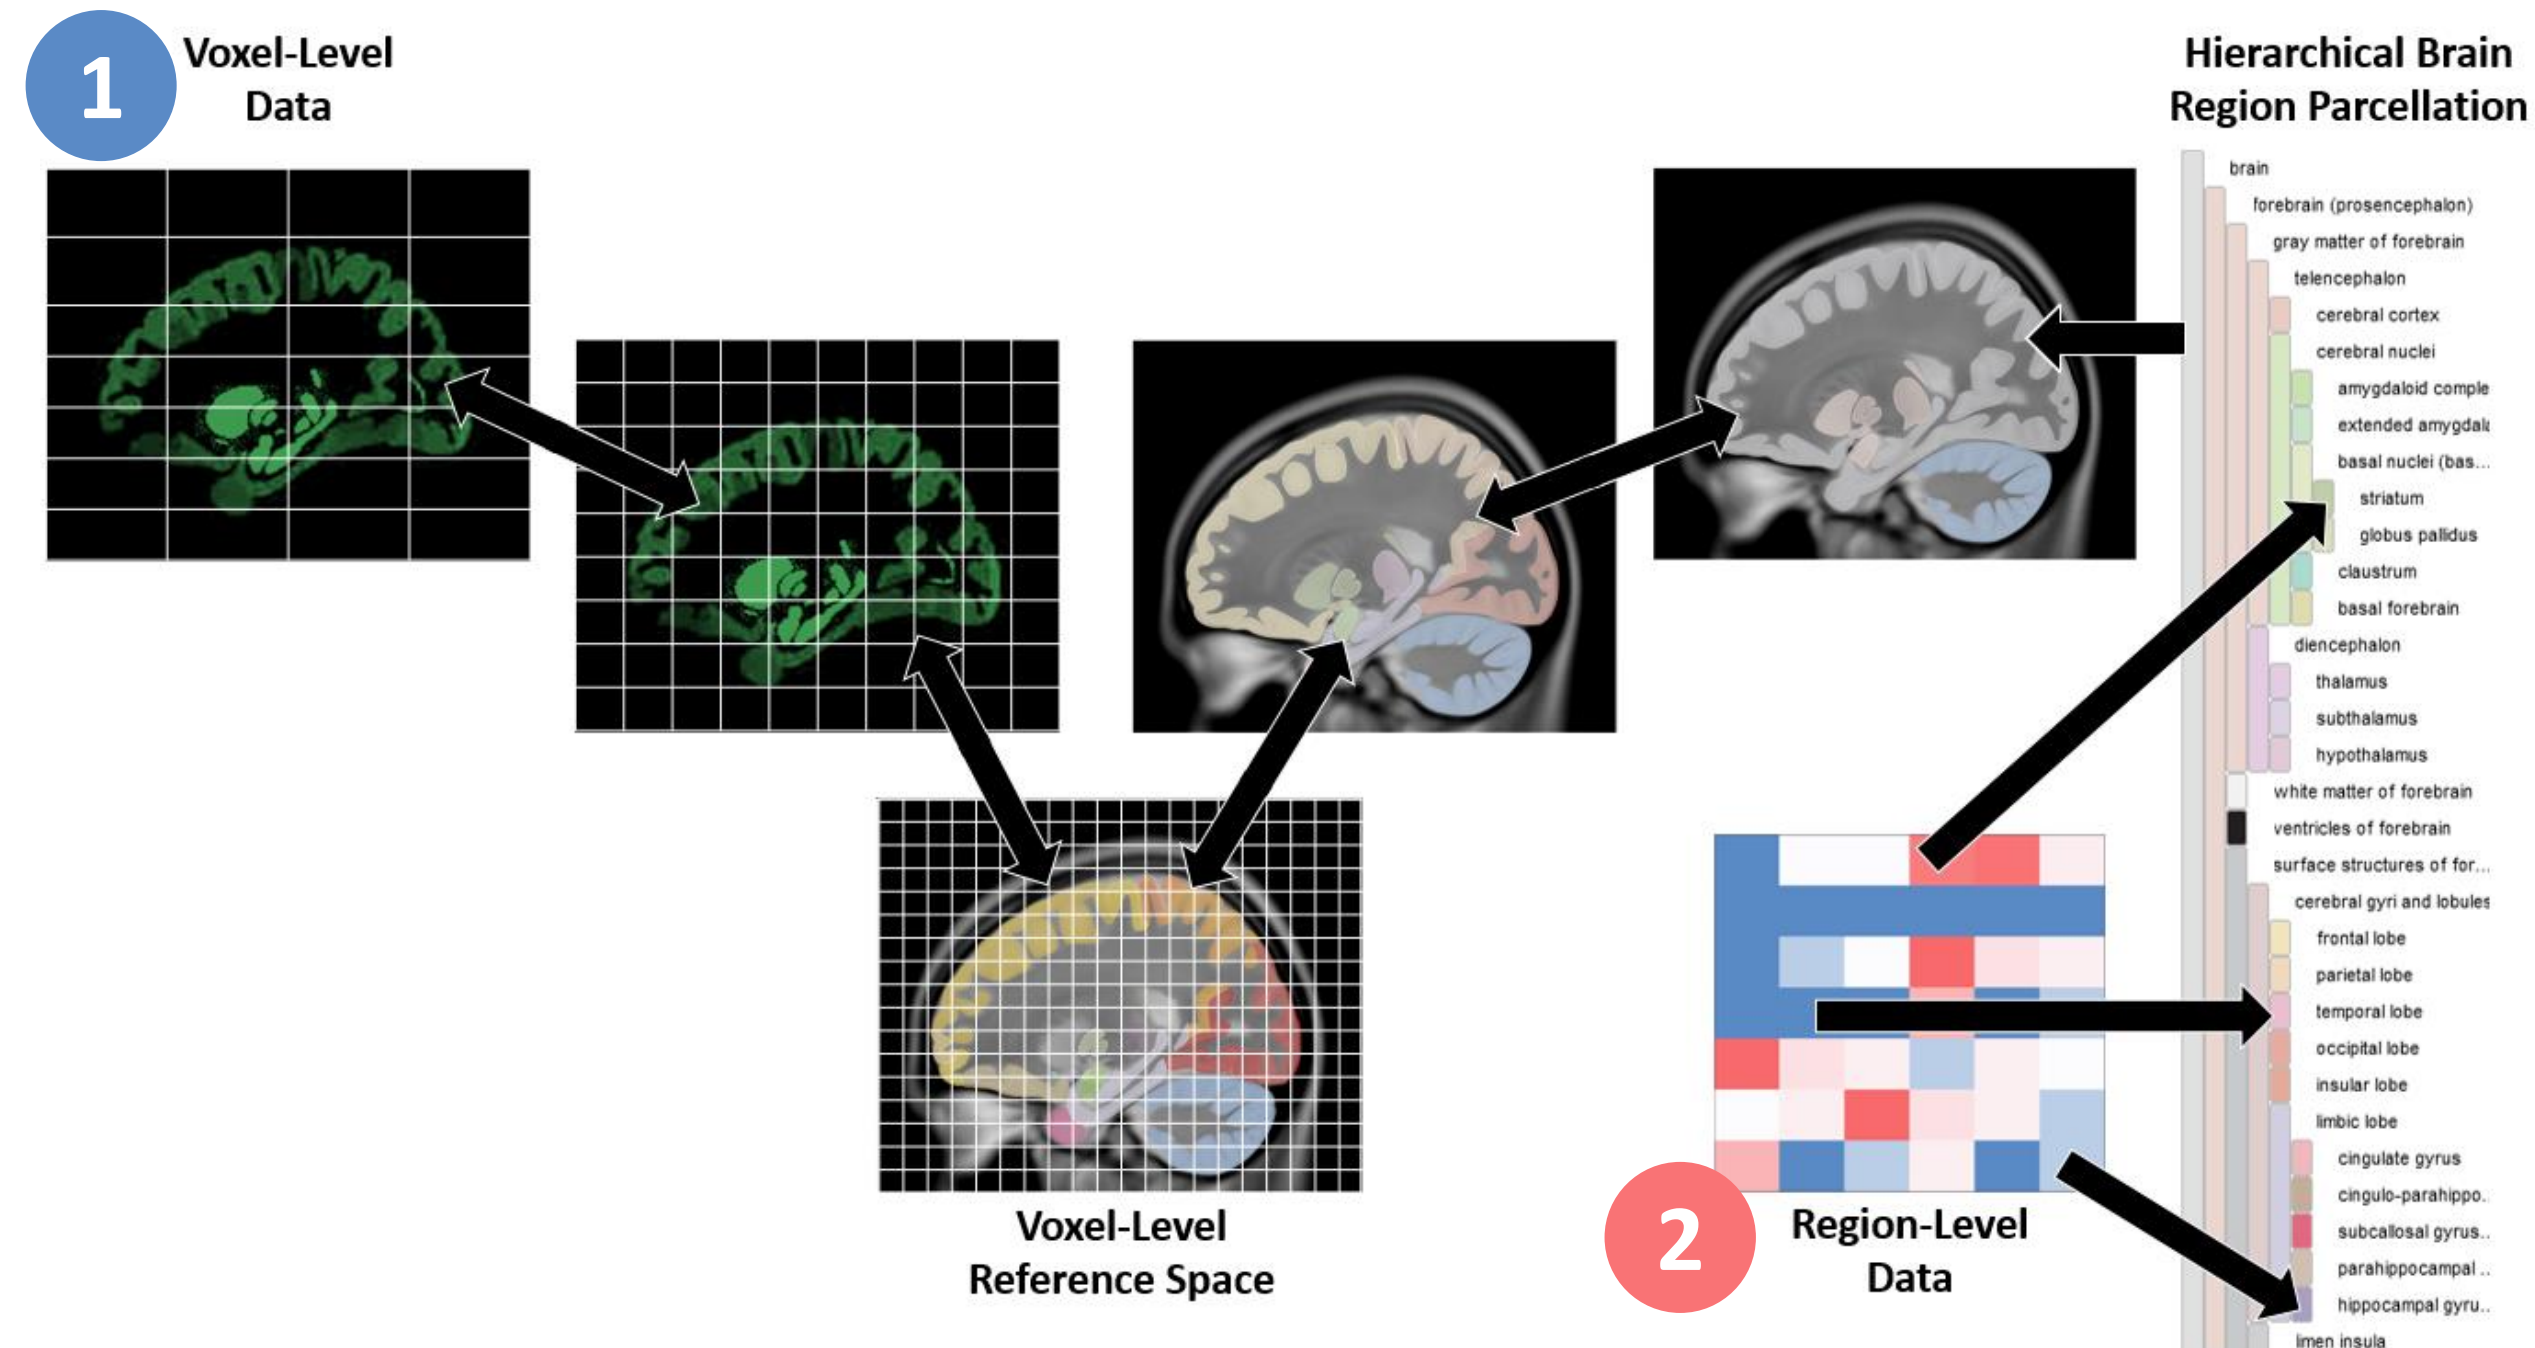 1
Voxel-Level
Data
Hierarchical Brain
Region Parcellation
brain
forebrain (prosencephalon)
gray matter of forebrain
telencephalon
cerebral cortex
cerebral nuclei
amygdaloid comple
extended amygdala
basal nuclei (bas...
striatum
globus pallidus
claustrum
basal forebrain
diencephalon
thalamus
subthalamus
hypothalamus
white matter of forebrain
ventricles of forebrain
surface structures of for...
cerebral gyri and lobules
frontal lobe
parietal lobe
temporal lobe
occipital lobe
insular lobe
limbic lobe
cingulate gyrus
cingulo-parahippo.
subcallosal gyrus..
parahippocampal ..
hippocampal gyru..
limen insula
Voxel-Level
Reference Space
2
Region-Level
Data